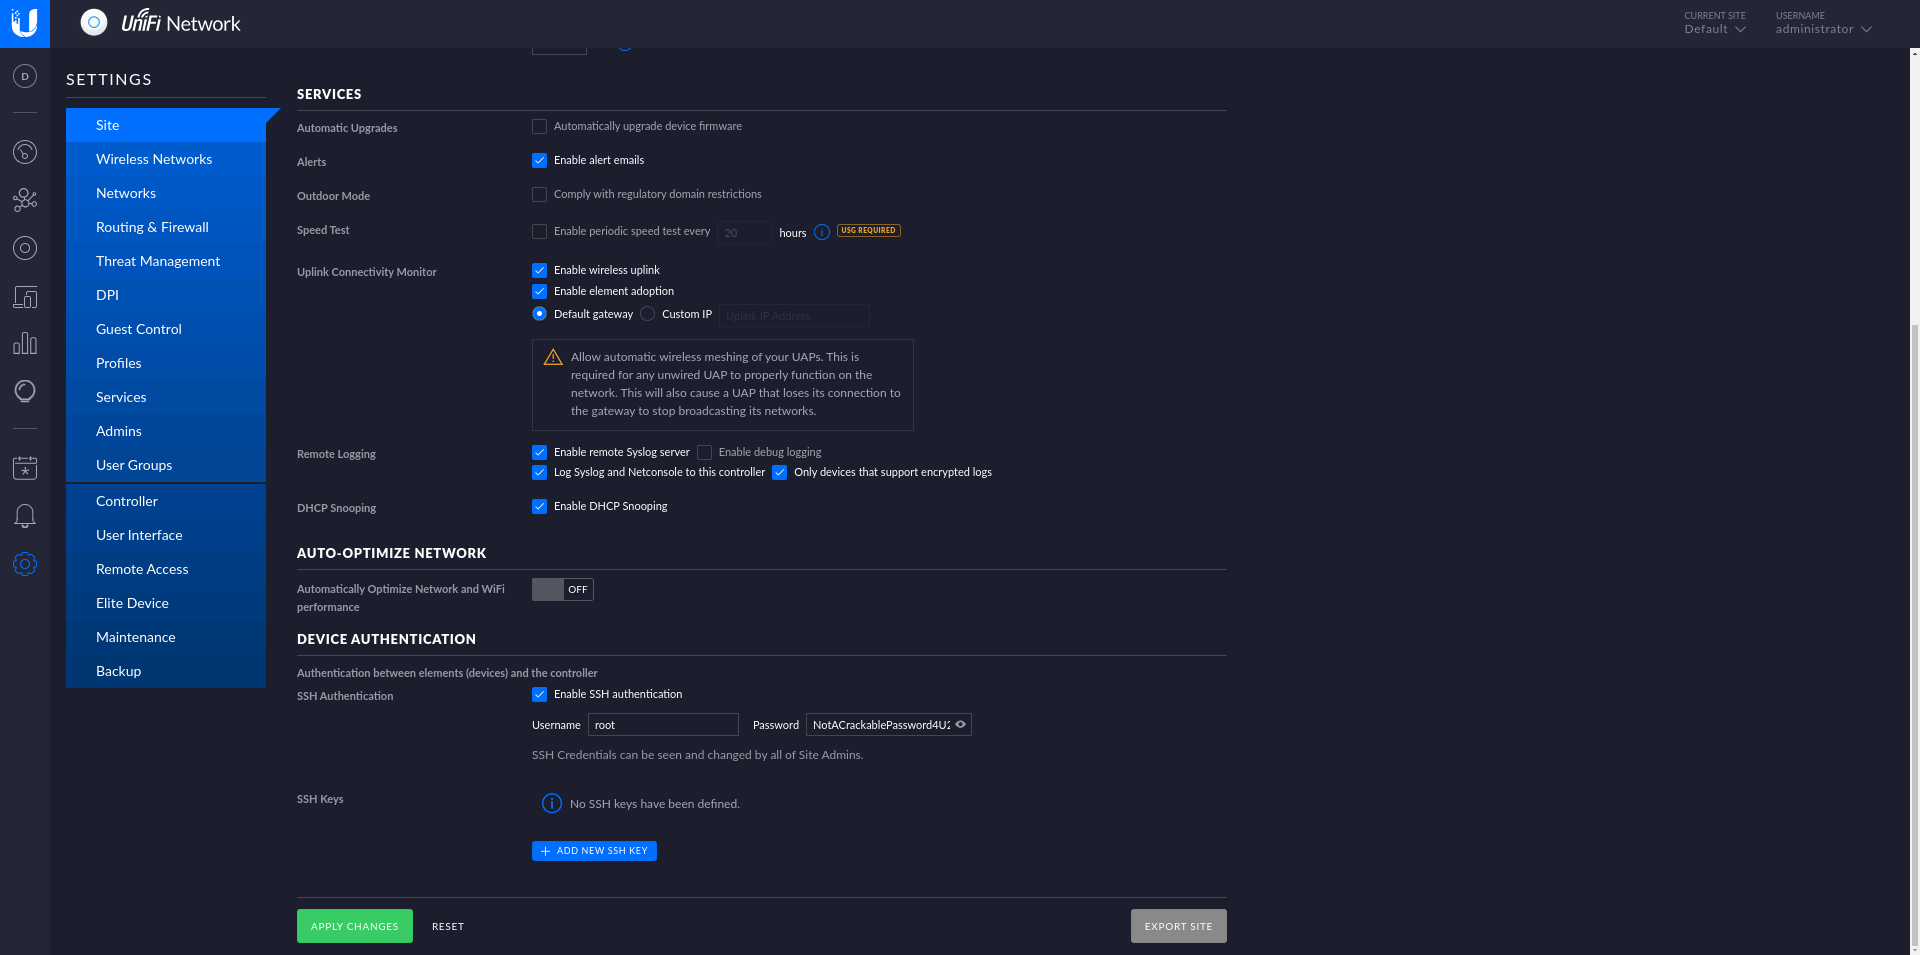 UniFi Network
CURRENT SITE
Default
USERNAME
administrator
D
SETTINGS
Site
Wireless Networks
Networks
Routing & Firewall
Threat Management
DPI
Guest Control
Profiles
Services
Admins
User Groups
Controller
User Interface
Remote Access
Elite Device
Maintenance
Backup
SERVICES
Automatic Upgrades
Automatically upgrade device firmware
Alerts
Enable alert emails
Outdoor Mode
Comply with regulatory domain restrictions
Speed Test
Enable periodic speed test every 20 hours USG REQUIRED
Uplink Connectivity Monitor
Enable wireless uplink
Enable element adoption
Default gateway Custom IP Uplink IP Address
Allow automatic wireless meshing of your UAPs. This is
required for any unwired UAP to properly function on the
network. This will also cause a UAP that loses its connection to
the gateway to stop broadcasting its networks.
Remote Logging
Enable remote Syslog server Enable debug logging
Log Syslog and Netconsole to this controller Only devices that support encrypted logs
DHCP Snooping
Enable DHCP Snooping
AUTO-OPTIMIZE NETWORK
Automatically Optimize Network and WiFi
performance
OFF
DEVICE AUTHENTICATION
Authentication between elements (devices) and the controller
SSH Authentication
Enable SSH authentication
Username root Password NotACrackablePassword4U2
SSH Credentials can be seen and changed by all of Site Admins.
SSH Keys
No SSH keys have been defined.
ADD NEW SSH KEY
APPLY CHANGES
RESET
EXPORT SITE